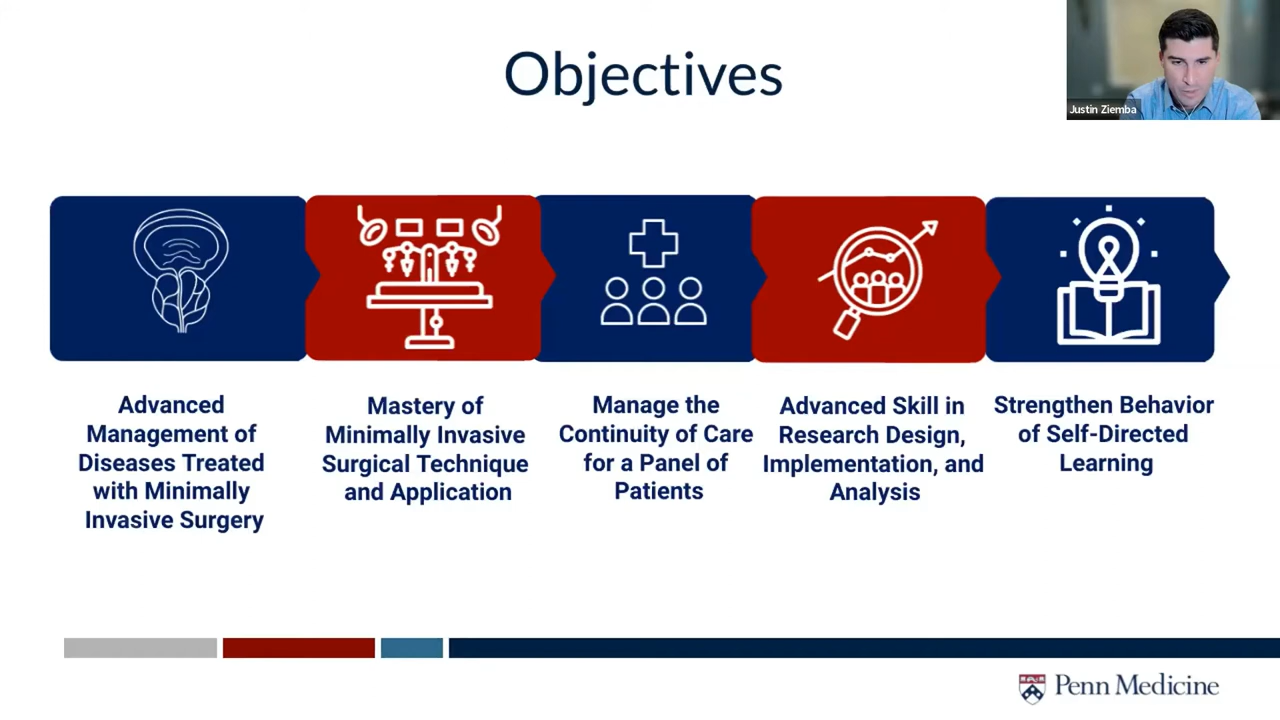 Objectives
Justin Ziemba
Advanced
Management of
Diseases Treated
with Minimally
Invasive Surgery
Mastery of
Minimally Invasive
Surgical Technique
and Application
Manage the
Continuity of Care
for a Panel of
Patients
Advanced Skill in
Research Design,
Implementation, and
Analysis
Strengthen Behavior
of Self-Directed
Learning
Penn Medicine